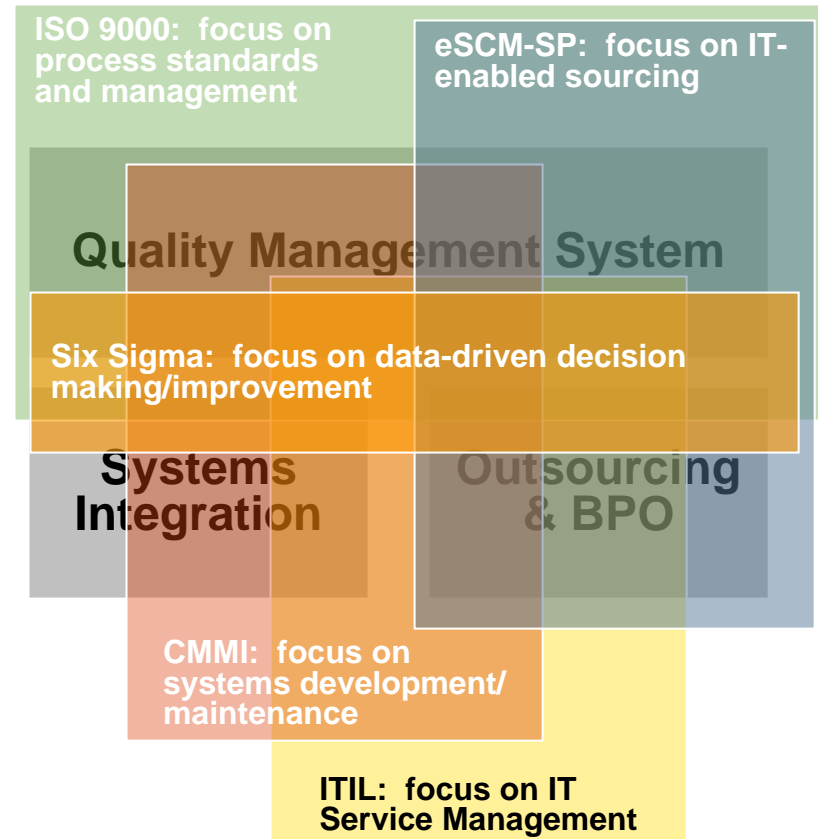 ISO 9000:  focus on
process standards
and management
eSCM-SP:  focus on IT-
enabled sourcing
Quality Management System
Six Sigma:  focus on data-driven decision
making/improvement
Systems
Integration
Outsourcing
& BPO
CMMI:  focus on
systems development/
maintenance
ITIL:  focus on IT
Service Management